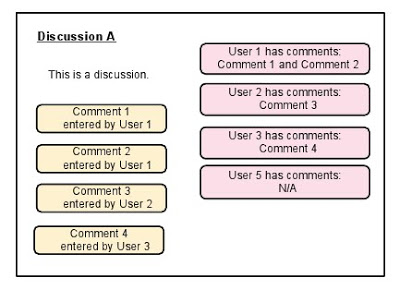 Discussion A
This is a discussion.
Comment 1
entered by User 1
Comment 2
entered by User 1
Comment 3
entered by User 2
Comment 4
entered by User 3
User 1 has comments:
Comment 1 and Comment 2
User 2 has comments:
Comment 3
User 3 has comments:
Comment 4
User 5 has comments:
N/A